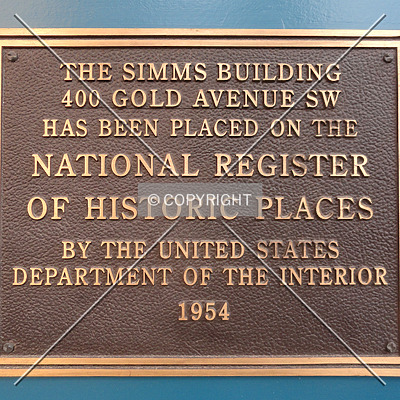 THE SIMMS BUILDING
400 GOLD AVENUE SW
HAS BEEN PLACED ON THE
NATIONAL REGISTER
© COPYRIGHT
OF HISTORIC PLACES
BY THE UNITED STATES
DEPARTMENT OF THE INTERIOR
1954